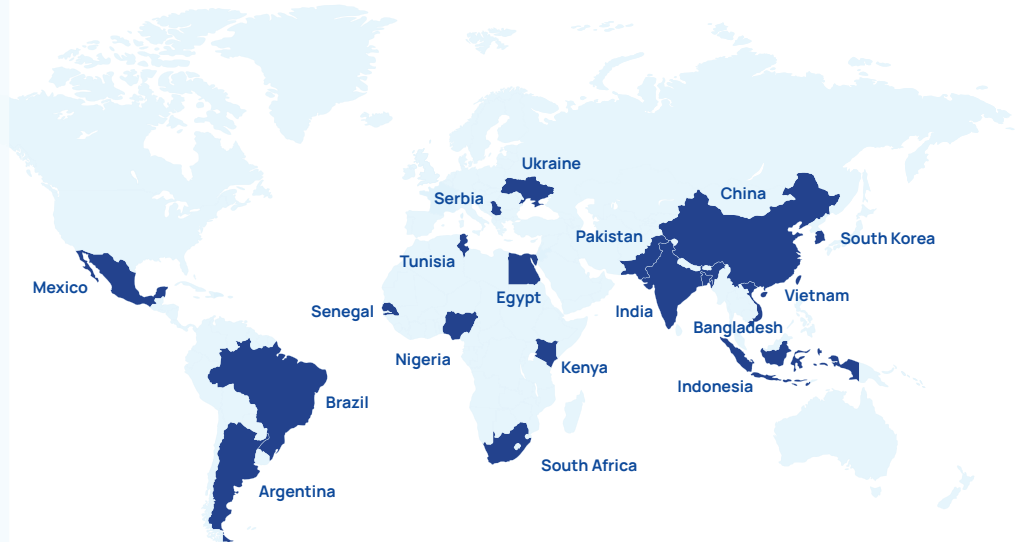 Ukraine
China
Serbia
Pakistan
South Korea
Tunisia
Mexico
Egypt
Vietnam
Senegal
India
Bangladesh
Nigeria
Kenya
Indonesia
Brazil
South Africa
Argentina